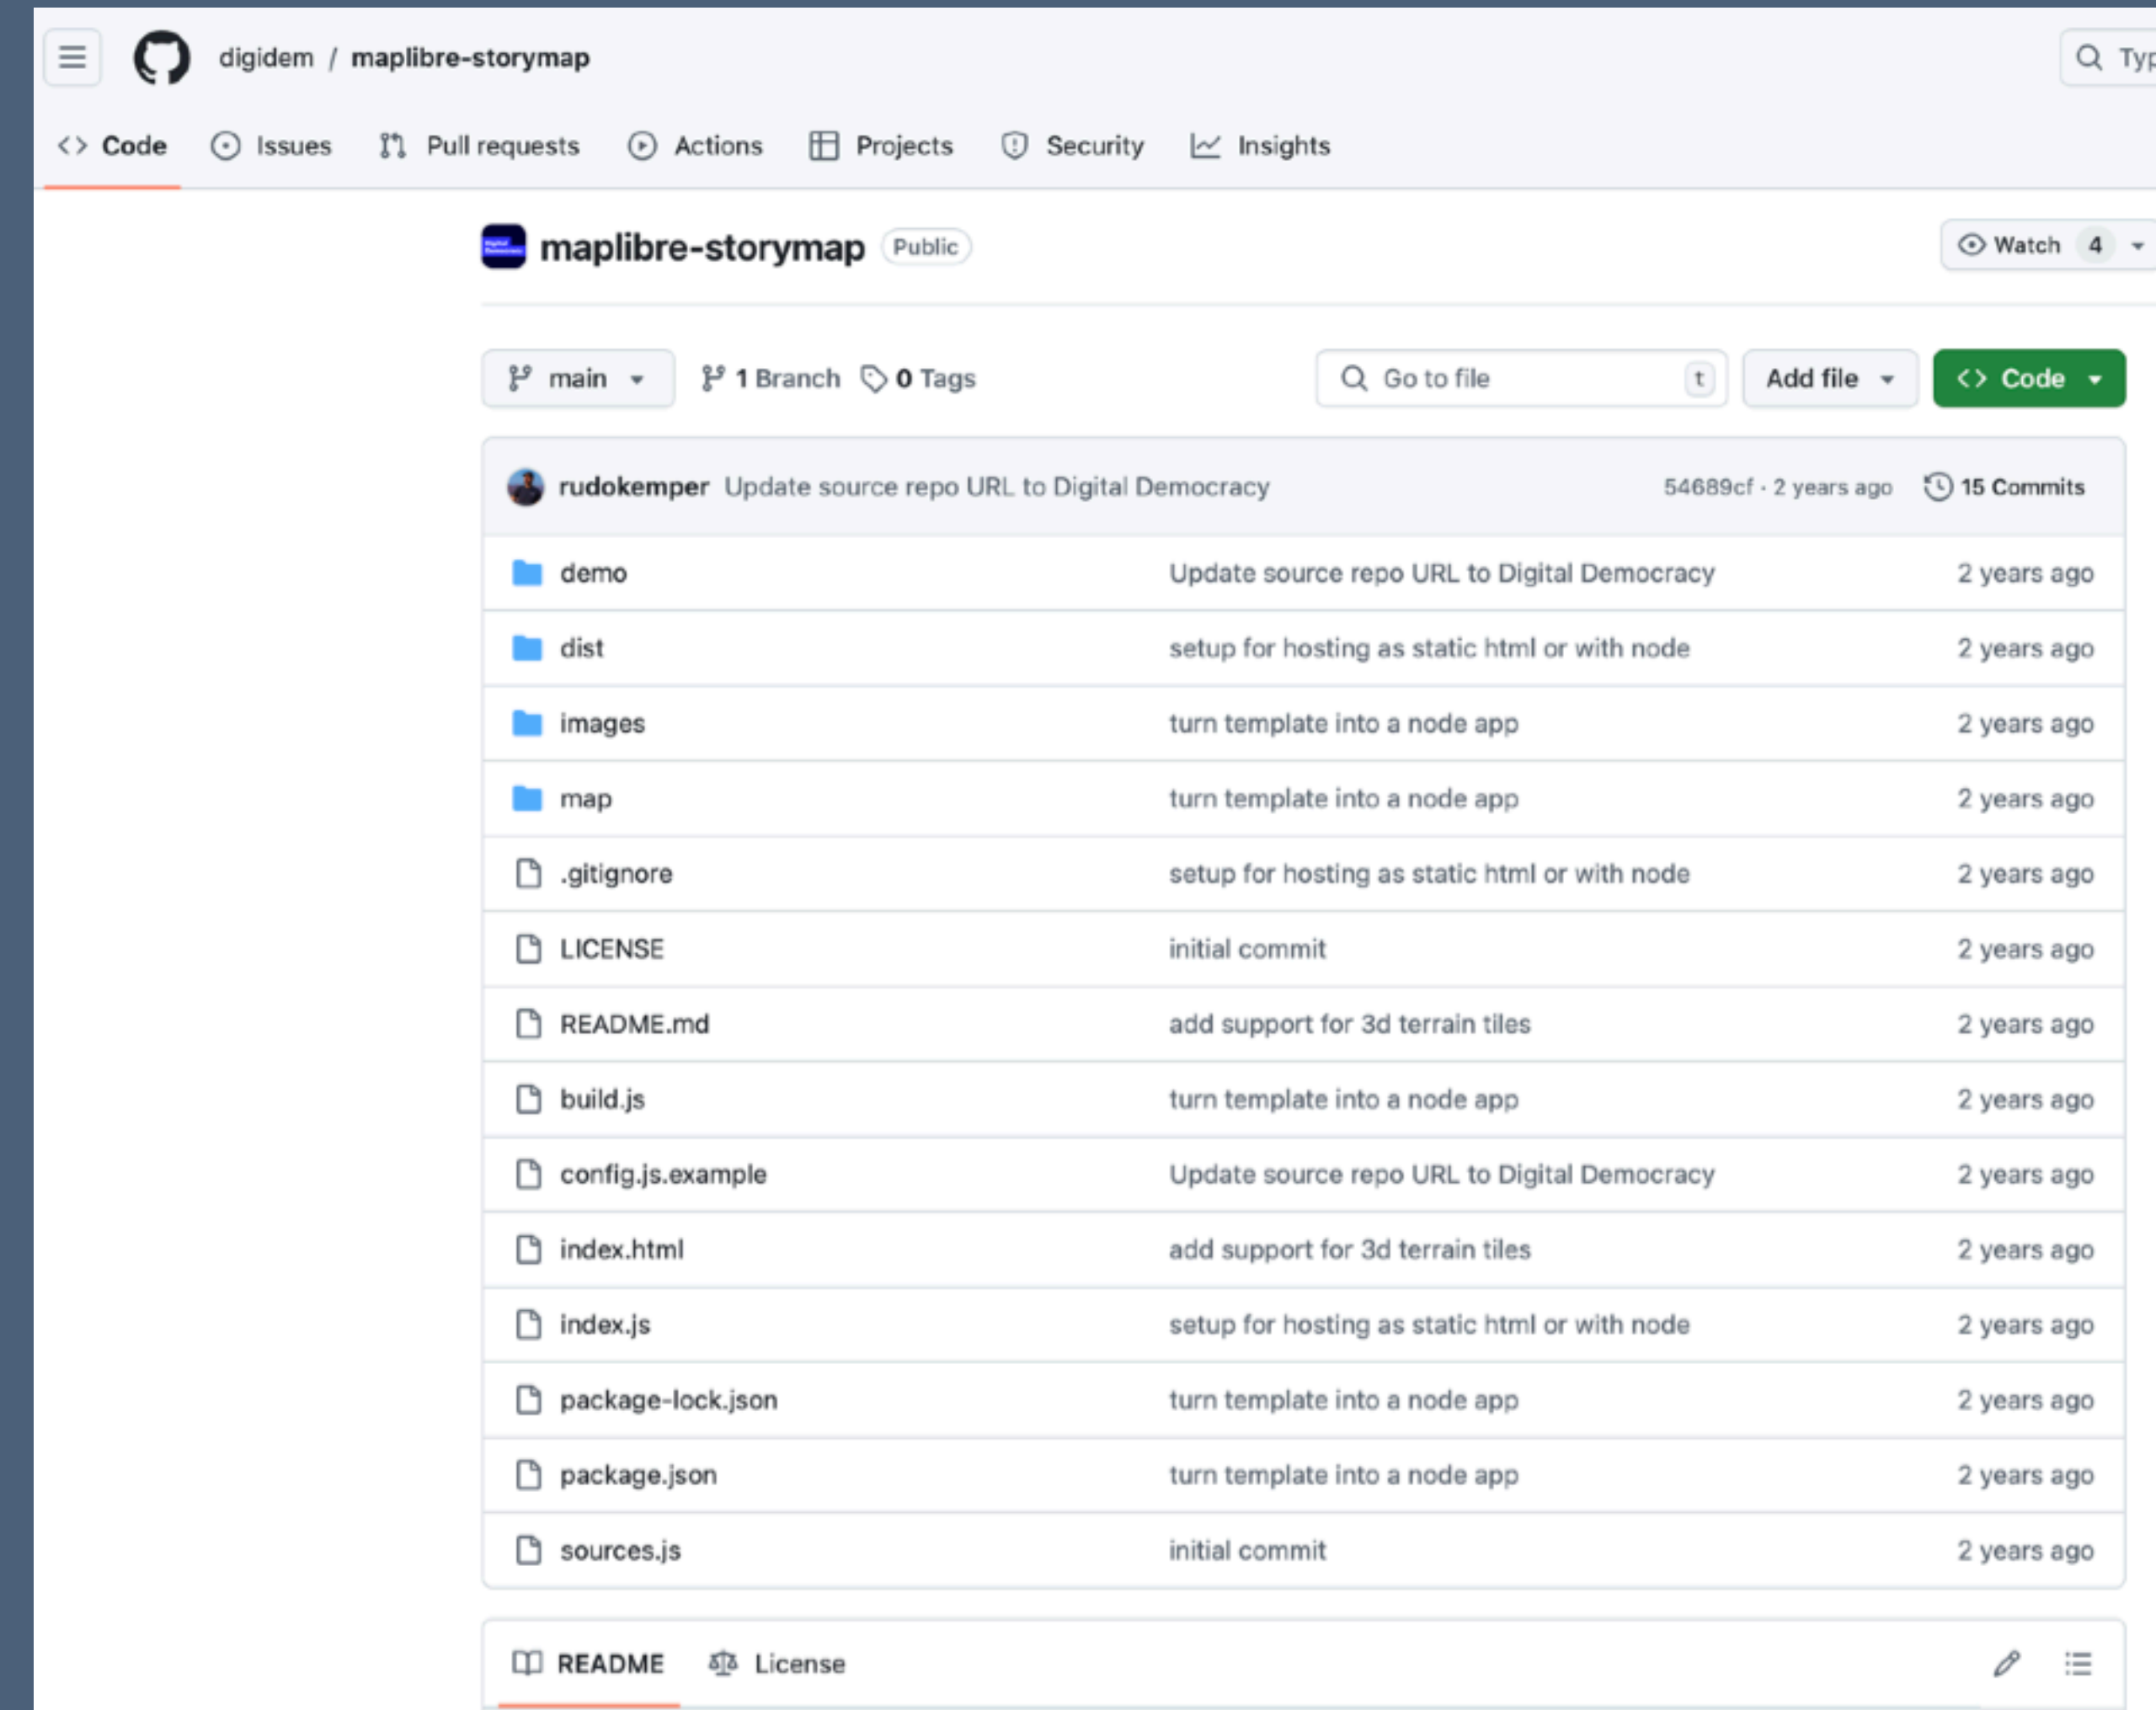 digidem / maplibre-storymap
Code Issues Pull requests Actions Projects Security Insights
maplibre-storymap Public Watch 4
main 1 Branch 0 Tags Go to file t Add file Code
rudokemper Update source repo URL to Digital Democracy 54689cf · 2 years ago 15 Commits
demo Update source repo URL to Digital Democracy 2 years ago
dist setup for hosting as static html or with node 2 years ago
images turn template into a node app 2 years ago
map turn template into a node app 2 years ago
.gitignore setup for hosting as static html or with node 2 years ago
LICENSE initial commit 2 years ago
README.md add support for 3d terrain tiles 2 years ago
build.js turn template into a node app 2 years ago
config.js.example Update source repo URL to Digital Democracy 2 years ago
index.html add support for 3d terrain tiles 2 years ago
index.js setup for hosting as static html or with node 2 years ago
package-lock.json turn template into a node app 2 years ago
package.json turn template into a node app 2 years ago
sources.js initial commit 2 years ago
README License